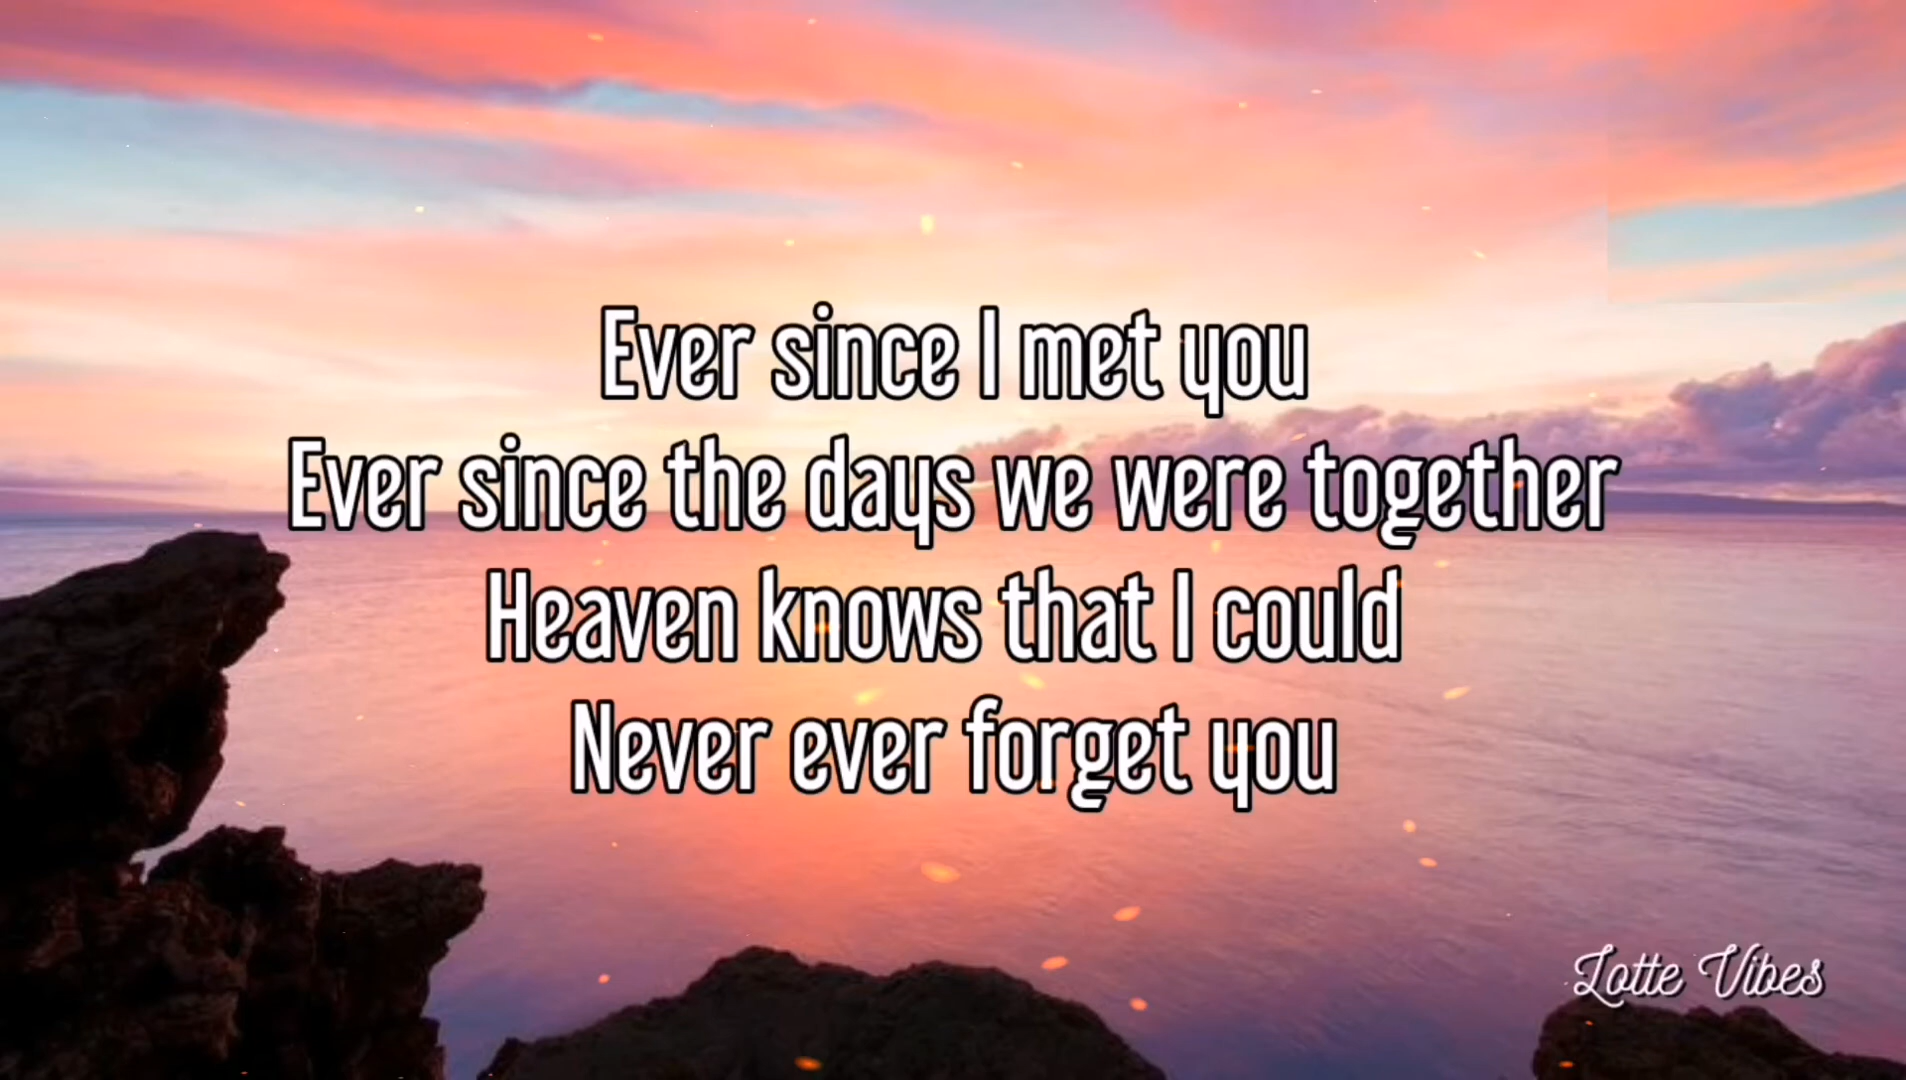 Ever since I met you
Ever since the days we were together
Heaven knows that I could
Never ever forget you
Lotte Vibes